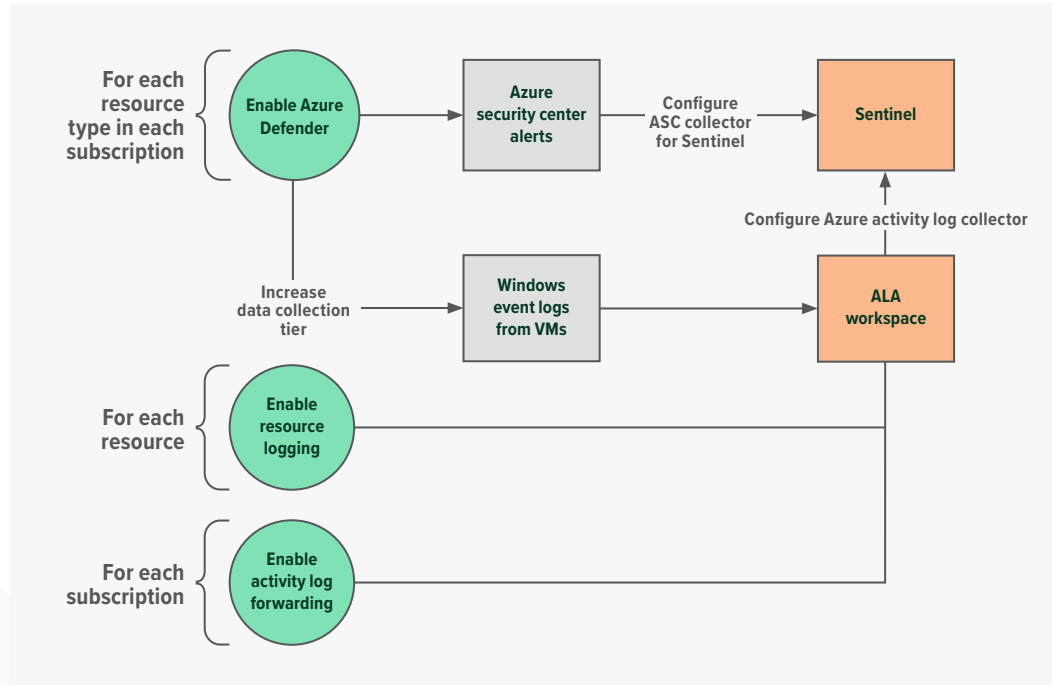 For each
resource
type in each
subscription
Enable Azure
Defender
Azure
security center
alerts
Configure
ASC collector
for Sentinel
Sentinel
Configure Azure activity log collector
Increase
data collection
tier
Windows
event logs
from VMs
ALA
workspace
For each
resource
Enable
resource
logging
For each
subscription
Enable
activity log
forwarding